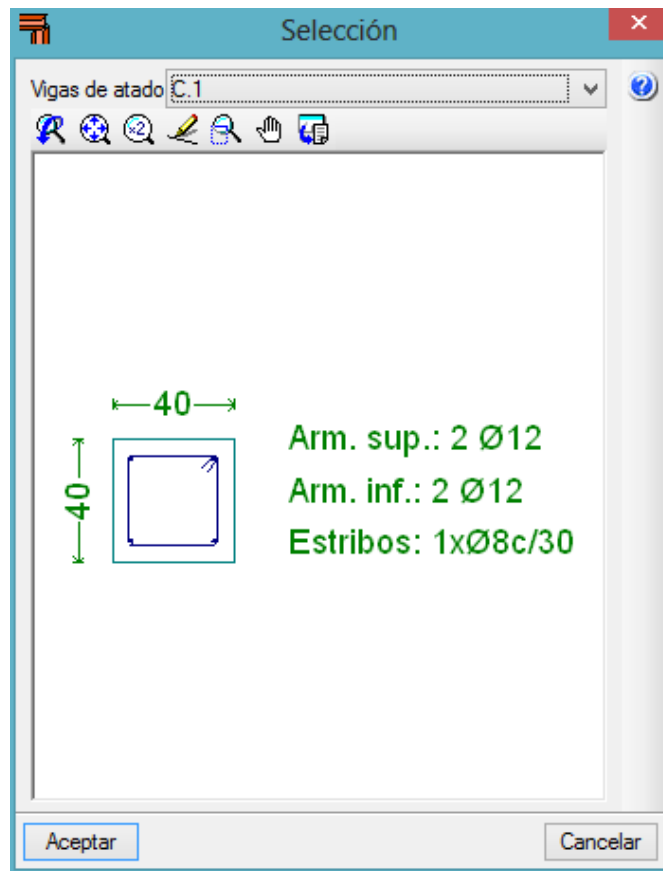 Selección
Vigas de atado C.1
x2
40
40
Arm. sup.: 2 Ø12
Arm. inf.: 2 Ø12
Estribos: 1xØ8c/30
Aceptar
Cancelar